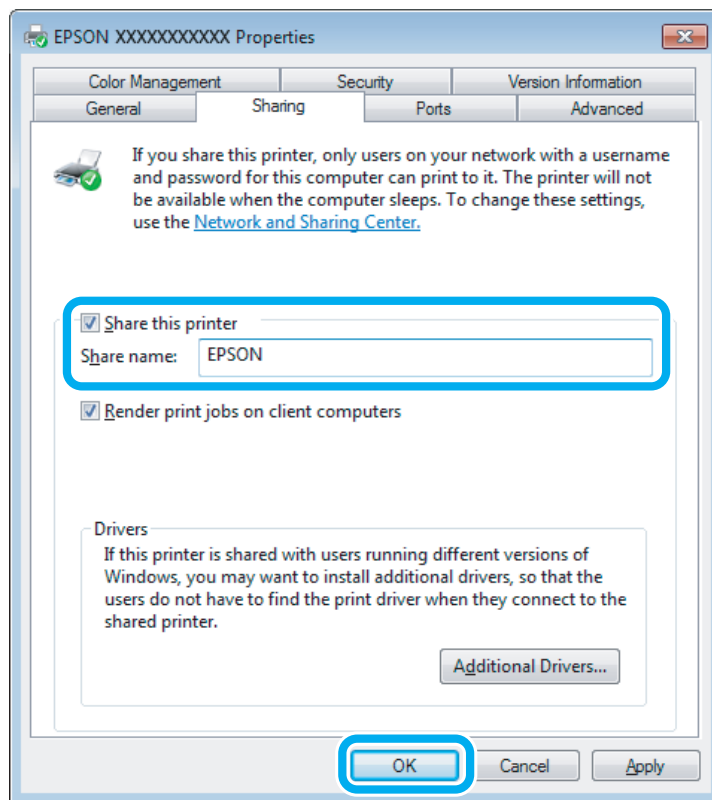 EPSON XXXXXXXXXXX Properties
Color Management
Security
Version Information
General
Sharing
Ports
Advanced
If you share this printer, only users on your network with a username
and password for this computer can print to it. The printer will not
be available when the computer sleeps. To change these settings,
use the Network and Sharing Center.
Share this printer
Share name:
EPSON
Render print jobs on client computers
Drivers
If this printer is shared with users running different versions of
Windows, you may want to install additional drivers, so that the
users do not have to find the print driver when they connect to the
shared printer.
Additional Drivers...
OK
Cancel
Apply